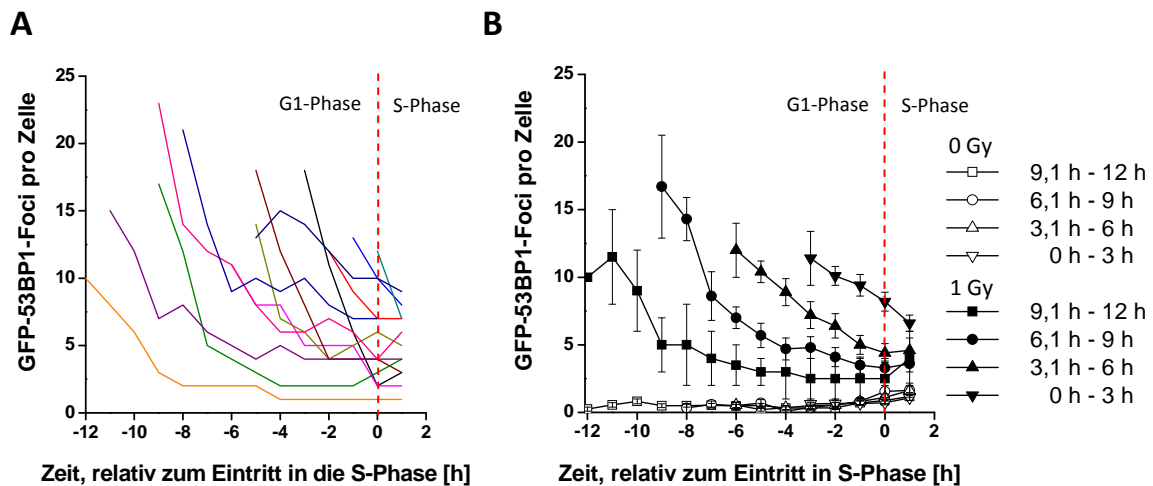 A
GFP-53BP1-Foci pro Zelle
25
20
15
10
5
0
G1-Phase
S-Phase
-12 -10 -8 -6 -4 -2 0 2
Zeit, relativ zum Eintritt in die S-Phase [h]
B
GFP-53BP1-Foci pro Zelle
25
20
15
10
5
0
G1-Phase
S-Phase
-12 -10 -8 -6 -4 -2 0 2
Zeit, relativ zum Eintritt in S-Phase [h]
0 Gy
9,1 h - 12 h
6,1 h - 9 h
3,1 h - 6 h
0 h - 3 h
1 Gy
9,1 h - 12 h
6,1 h - 9 h
3,1 h - 6 h
0 h - 3 h